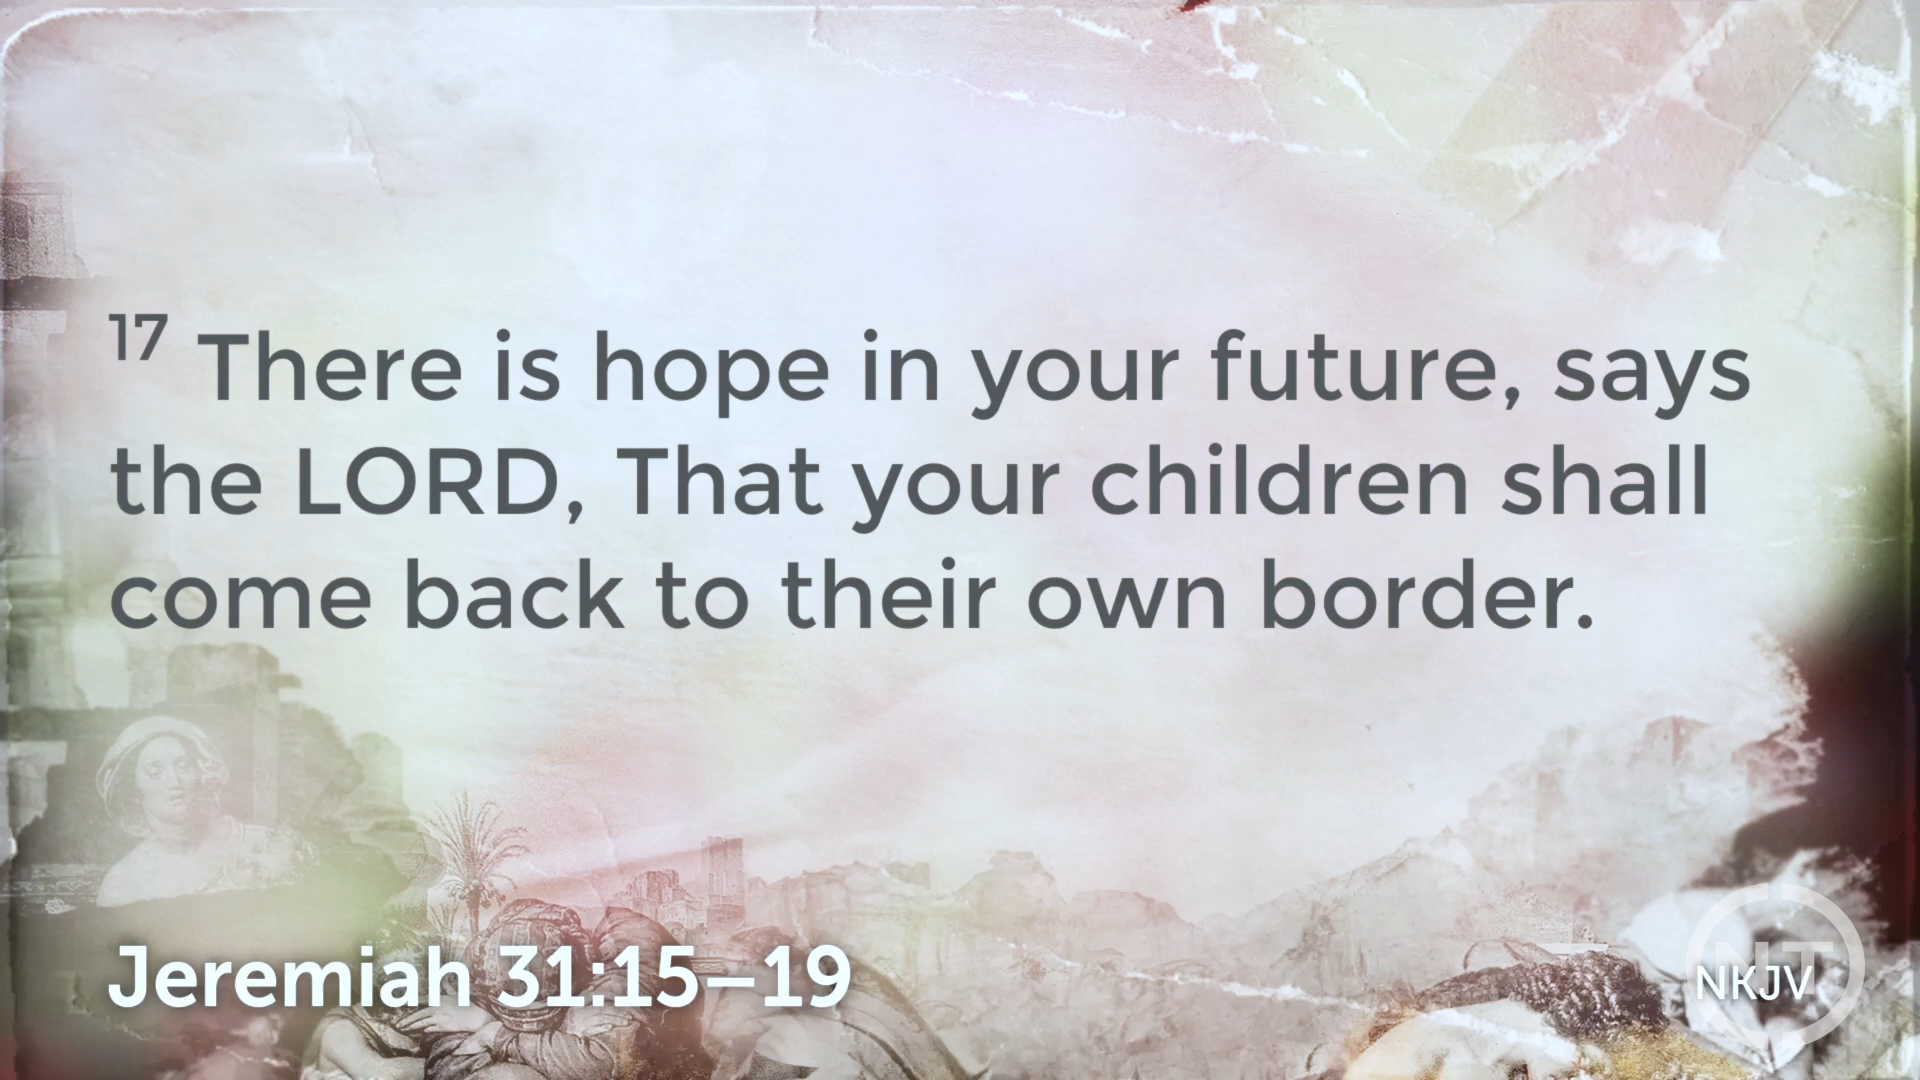 17 There is hope in your future, says
the LORD, That your children shall
come back to their own border.
Jeremiah 31:15–19
NT
NKJV